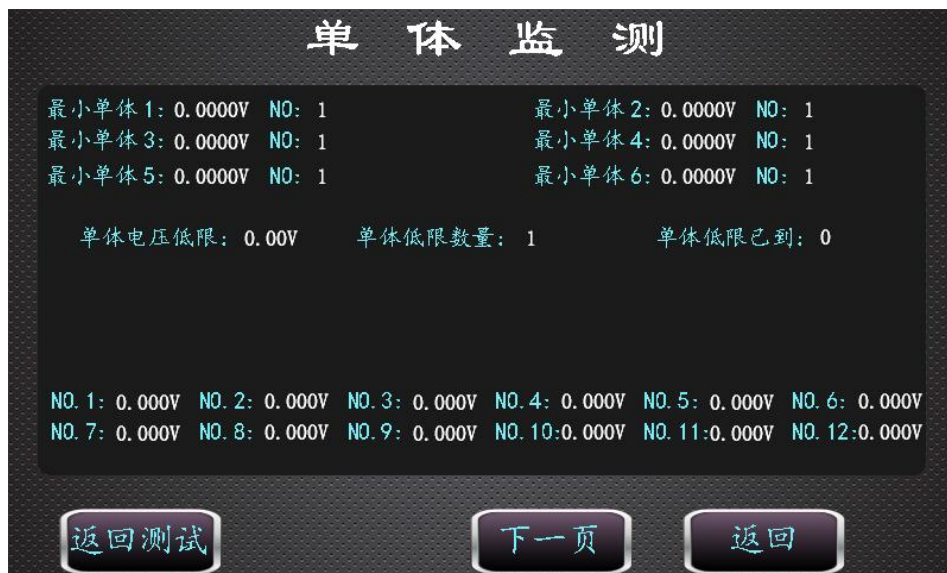 单 体 监 测
最小单体1: 0.0000V NO: 1 最小单体2: 0.0000V NO: 1
最小单体3: 0.0000V NO: 1 最小单体4: 0.0000V NO: 1
最小单体5: 0.0000V NO: 1 最小单体6: 0.0000V NO: 1
单体电压低限: 0.00V 单体低限数量: 1 单体低限已到: 0
NO.1: 0.000V NO.2: 0.000V NO.3: 0.000V NO.4: 0.000V NO.5: 0.000V NO.6: 0.000V
NO.7: 0.000V NO.8: 0.000V NO.9: 0.000V NO.10:0.000V NO.11:0.000V NO.12:0.000V
返回测试 下一页 返回